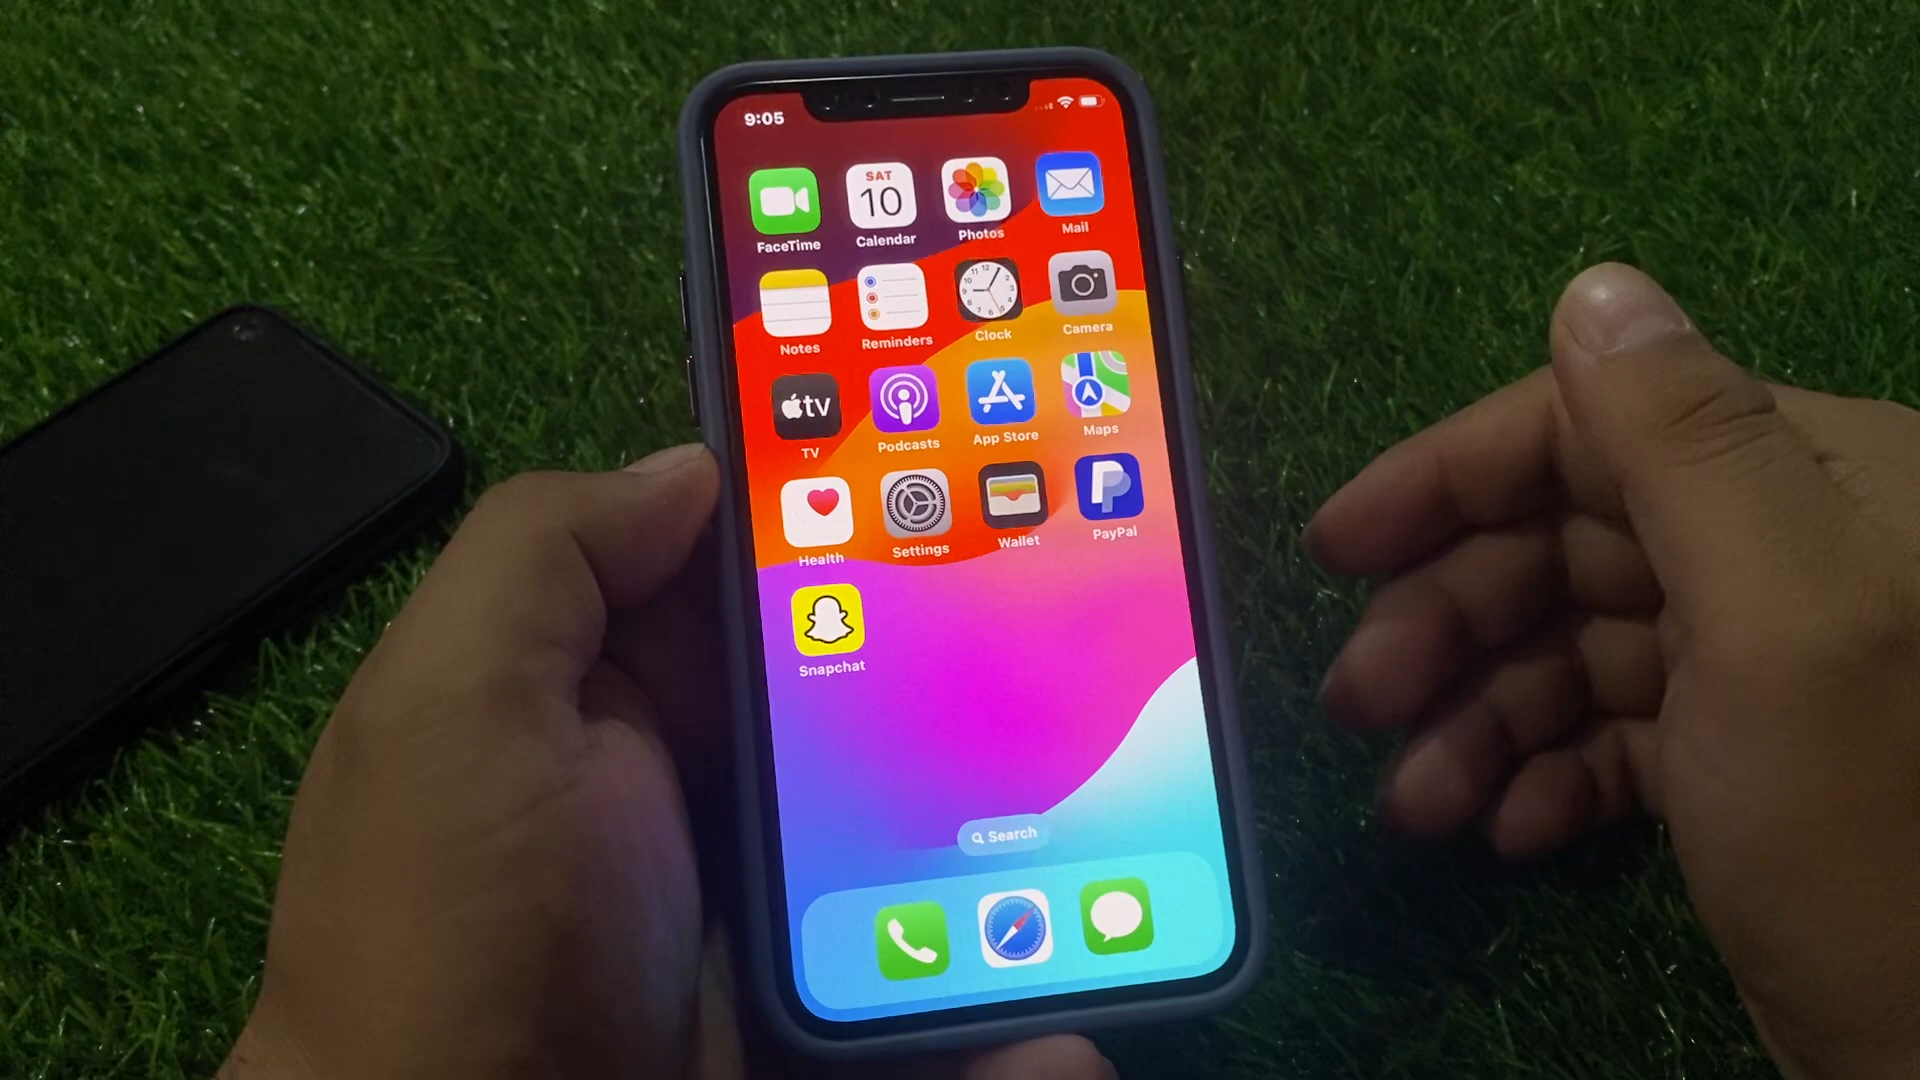 9:05
SAT
10
FaceTime
Calendar
Photos
Mail
Notes
Reminders
Clock
Camera
tv
TV
Podcasts
App Store
Maps
Health
Settings
Wallet
PayPal
Snapchat
Search